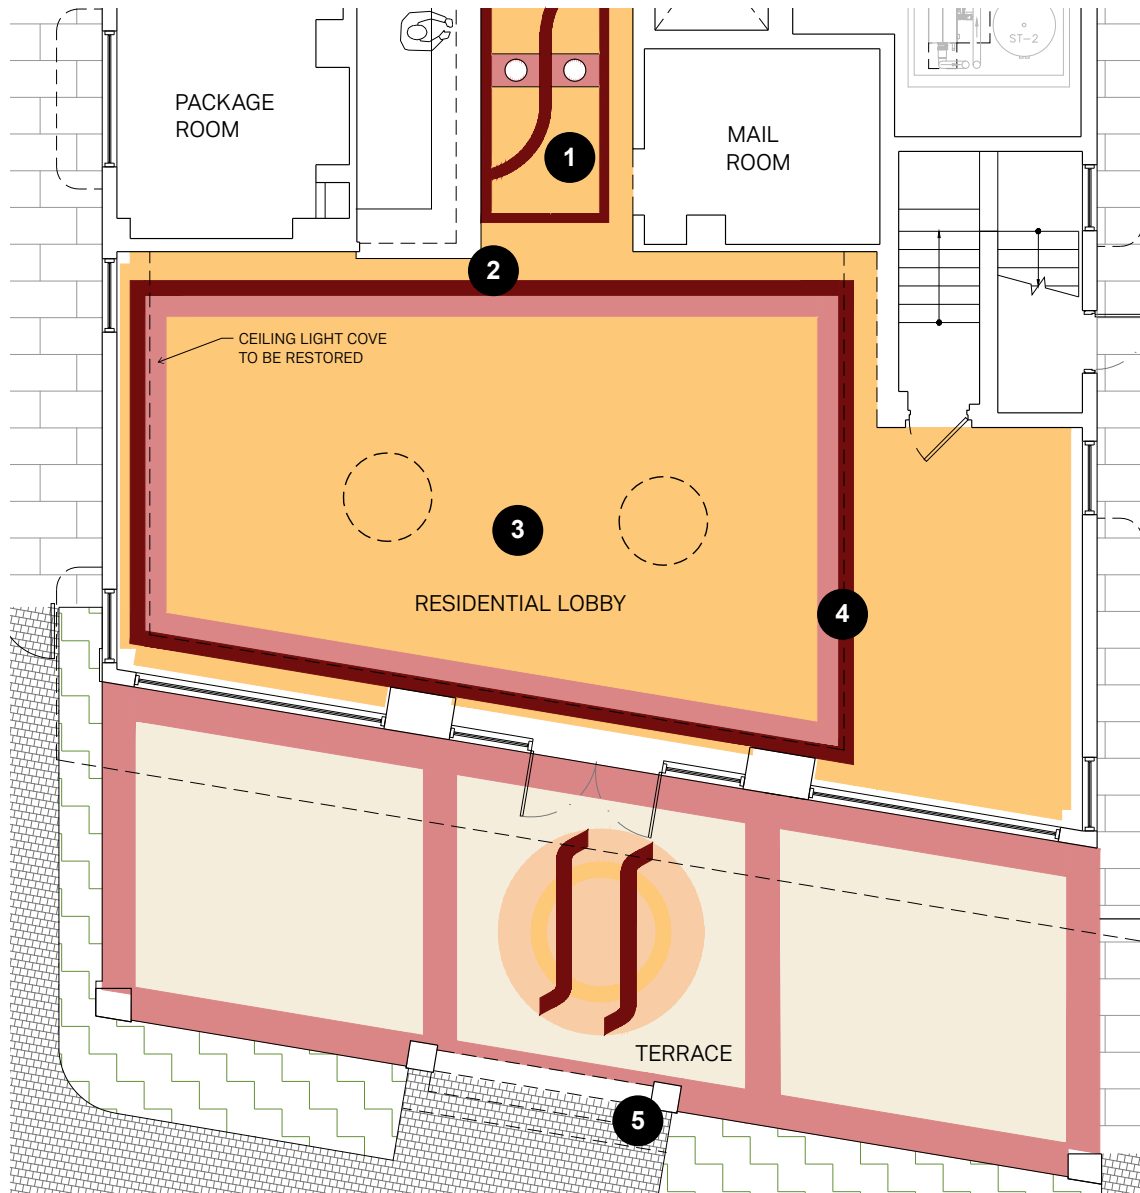 ST-2
PACKAGE
ROOM
MAIL
ROOM
1
2
CEILING LIGHT COVE
TO BE RESTORED
3
RESIDENTIAL LOBBY
4
TERRACE
5